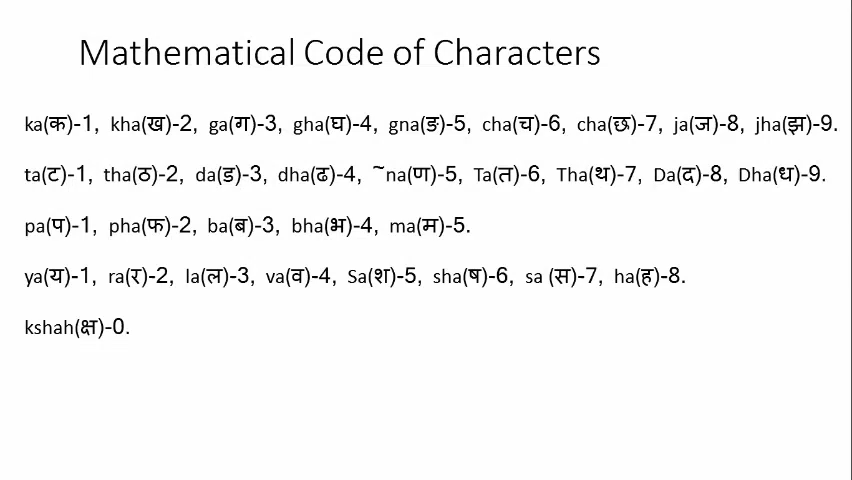 Mathematical Code of Characters
ka(क)-1, kha(ख)-2, ga(ग)-3, gha(घ)-4, gna(ङ)-5, cha(च)-6, cha(छ)-7, ja(ज)-8, jha(झ)-9.
ta(ट)-1, tha(ठ)-2, da(ड)-3, dha(ढ)-4, ~na(ण)-5, Ta(त)-6, Tha(थ)-7, Da(द)-8, Dha(ध)-9.
pa(प)-1, pha(फ)-2, ba(ब)-3, bha(भ)-4, ma(म)-5.
ya(य)-1, ra(र)-2, la(ल)-3, va(व)-4, Sa(श)-5, sha(ष)-6, sa (स)-7, ha(ह)-8.
kshah(क्ष)-0.